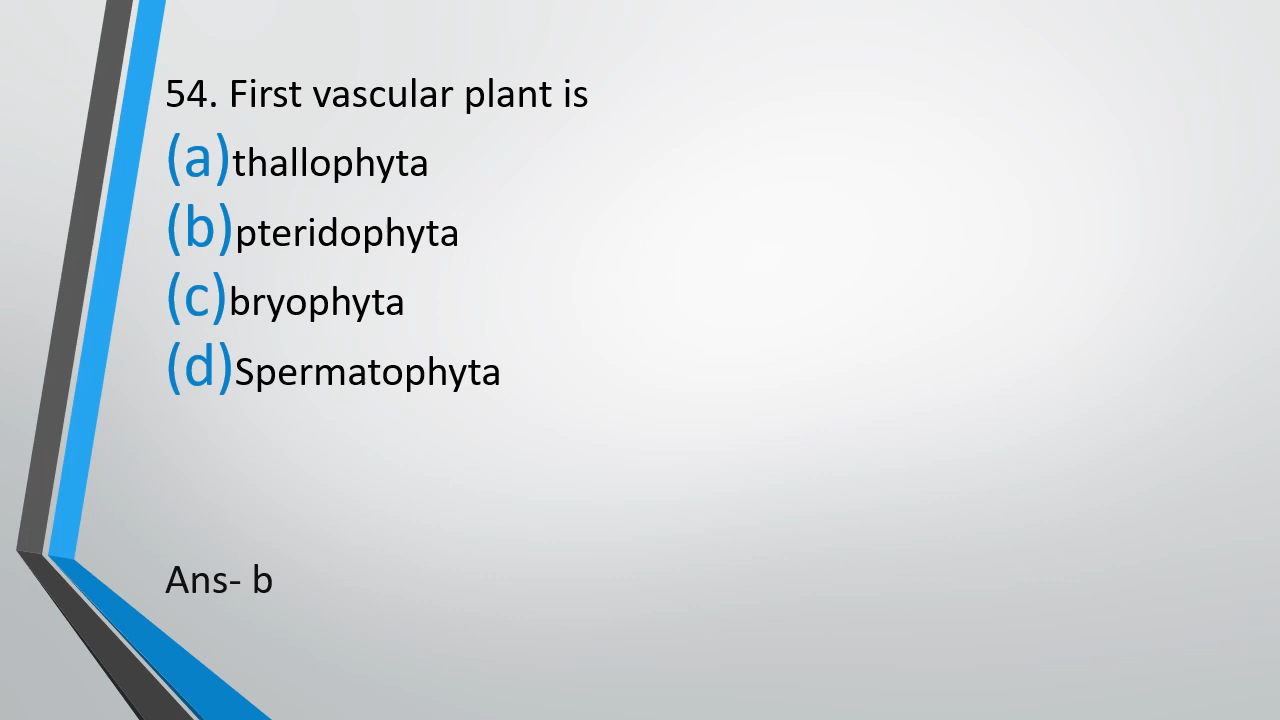 54. First vascular plant is
(a)thallophyta
(b)pteridophyta
(c)bryophyta
(d)Spermatophyta
Ans- b